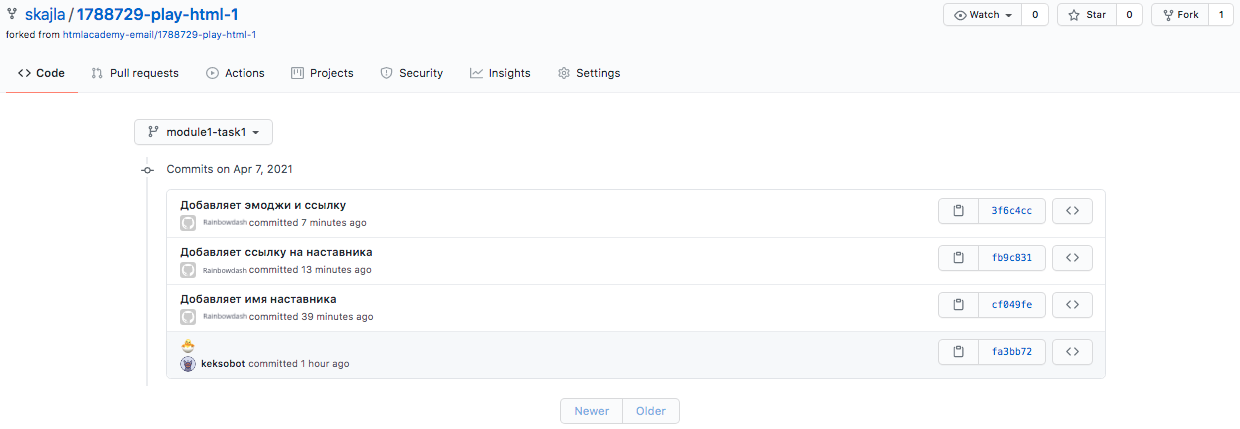 skajla / 1788729-play-html-1 Watch 0 Star 0 Fork 1
forked from htmlacademy-email/1788729-play-html-1
Code Pull requests Actions Projects Security Insights Settings
module1-task1
Commits on Apr 7, 2021
Добавляет эмоджи и ссылку
Rainbowdash committed 7 minutes ago
3f6c4cc
Добавляет ссылку на наставника
Rainbowdash committed 13 minutes ago
fb9c831
Добавляет имя наставника
Rainbowdash committed 39 minutes ago
cf049fe
keksobot committed 1 hour ago
fa3bb72
Newer Older